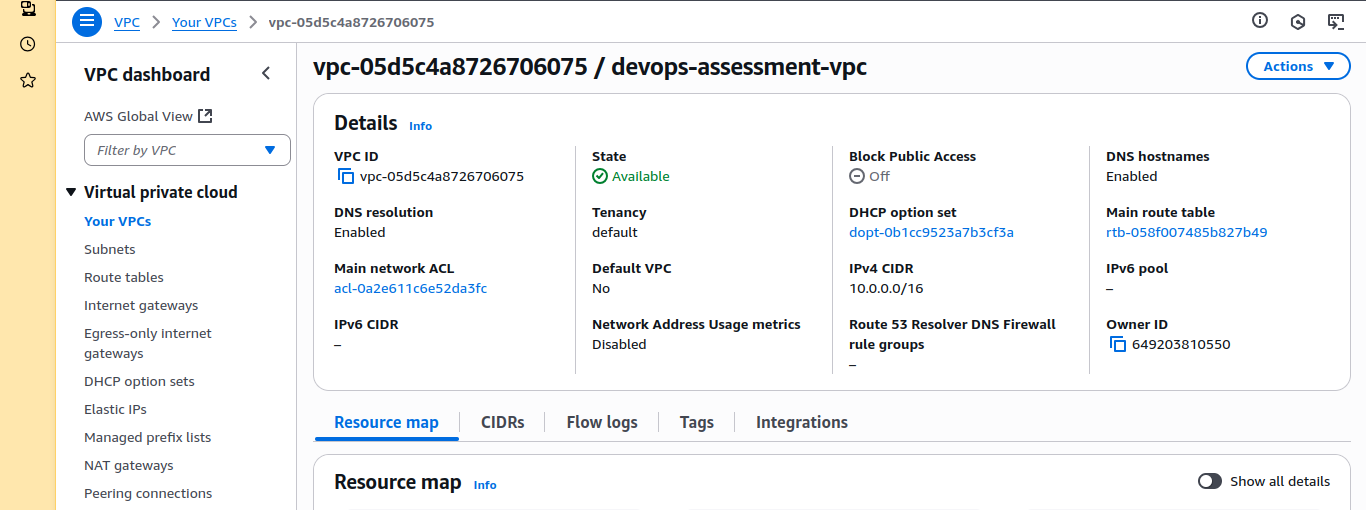 VPC > Your VPCs > vpc-05d5c4a8726706075
VPC dashboard
AWS Global View
Filter by VPC
Virtual private cloud
Your VPCs
Subnets
Route tables
Internet gateways
Egress-only internet
gateways
DHCP option sets
Elastic IPs
Managed prefix lists
NAT gateways
Peering connections
vpc-05d5c4a8726706075 / devops-assessment-vpc
Actions
Details Info
VPC ID
vpc-05d5c4a8726706075
State
Available
Block Public Access
Off
DNS hostnames
Enabled
DNS resolution
Enabled
Tenancy
default
DHCP option set
dopt-0b1cc9523a7b3cf3a
Main route table
rtb-058f007485b827b49
Main network ACL
acl-0a2e611c6e52da3fc
Default VPC
No
IPv4 CIDR
10.0.0.0/16
IPv6 pool
–
IPv6 CIDR
–
Network Address Usage metrics
Disabled
Route 53 Resolver DNS Firewall
rule groups
–
Owner ID
649203810550
Resource map
CIDRs
Flow logs
Tags
Integrations
Resource map Info
Show all details